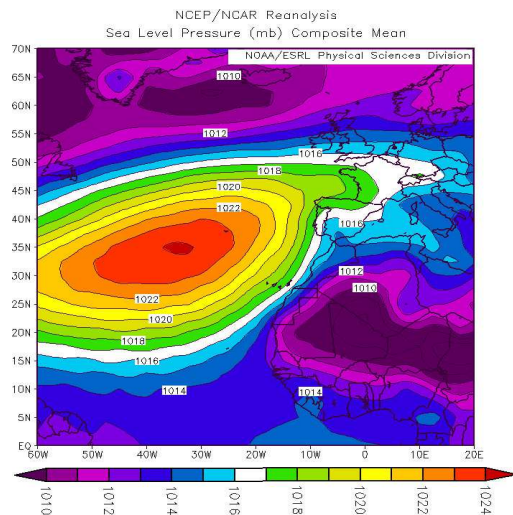 NCEP/NCAR Reanalysis
Sea Level Pressure (mb) Composite Mean
NOAA/ESRL Physical Sciences Division
70N
65N
60N
55N
50N
45N
40N
35N
30N
25N
20N
15N
10N
5N
EQ
1010
1012
1016
1018
1020
1022
1016
1012
1010
1022
1020
1018
1016
1014
1014
60W 50W 40W 30W 20W 10W 0 10E 20E
1010 1012 1014 1016 1018 1020 1022 1024